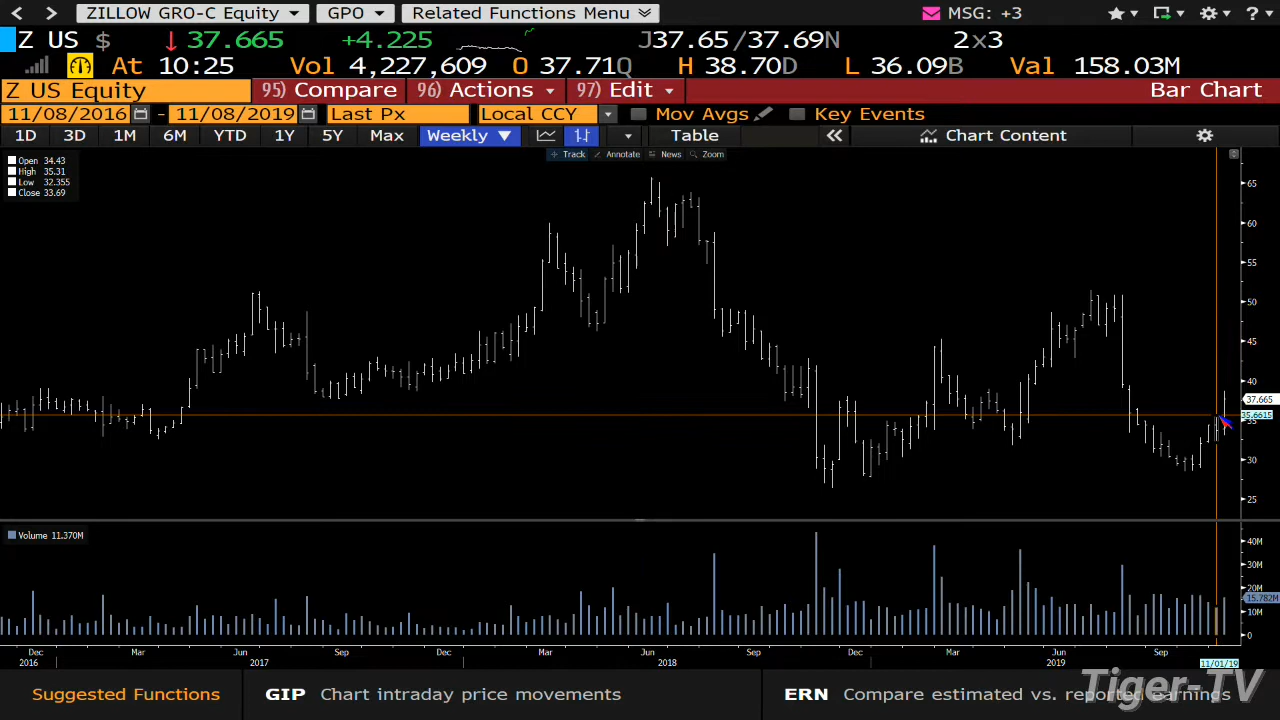 ZILLOW GRO-C Equity GPO Related Functions Menu MSG: +3 ?
Z US $ 37.665 +4.225 J37.65/37.69N 2x3
At 10:25 Vol 4,227,609 O 37.71Q H 38.70D L 36.09B Val 158.03M
Z US Equity 95) Compare 96) Actions 97) Edit Bar Chart
11/08/2016 - 11/08/2019 Last Px Local CCY Mov Avgs Key Events
1D 3D 1M 6M YTD 1Y 5Y Max Weekly Table Chart Content
Track Annotate News Zoom
Open 34.43
High 35.31
Low 32.355
Close 33.69
65
60
55
50
45
40
37.665
35.6615
35
30
25
Volume 11.370M
40M
30M
20M
15.782M
10M
0
Dec Mar Jun Sep Dec Mar Jun Sep Dec Mar Jun Sep
2016 2017 2018 2019 11/01/19
Suggested Functions GIP Chart intraday price movements ERN Compare estimated vs. reported earnings
Tiger-TV